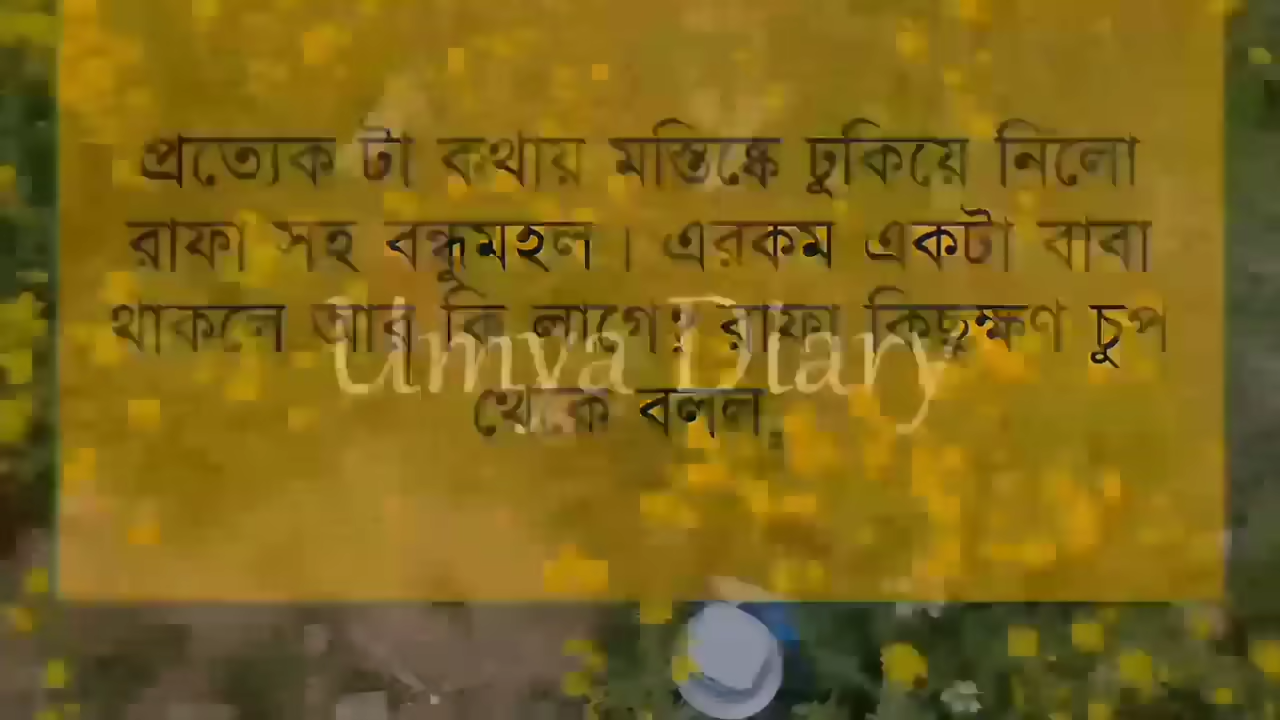 প্রত্যেক টা কথায় মস্তিষ্কে ঢুকিয়ে নিলো
রাফা সহ বন্ধুমহল। এরকম একটা বাবা
থাকলে আর কি লাগে? রাফা কিছুক্ষণ চুপ
Umya Diary
থেকে বলল,